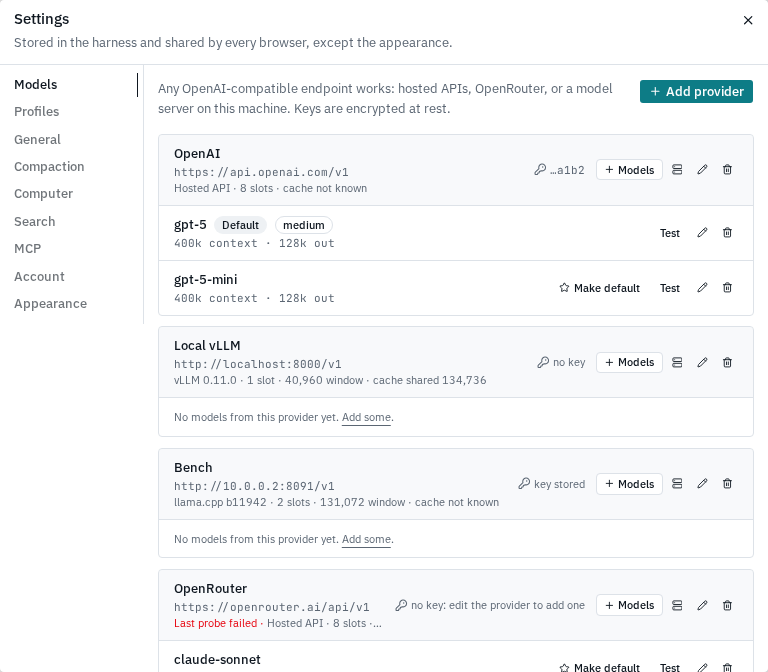 Settings
Stored in the harness and shared by every browser, except the appearance.
Models
Profiles
General
Compaction
Computer
Search
MCP
Account
Appearance
Any OpenAI-compatible endpoint works: hosted APIs, OpenRouter, or a model
server on this machine. Keys are encrypted at rest.
+ Add provider
OpenAI
https://api.openai.com/v1
Hosted API · 8 slots · cache not known
…a1b2
+ Models
gpt-5 Default medium
400k context · 128k out
Test
gpt-5-mini
400k context · 128k out
Make default Test
Local vLLM
http://localhost:8000/v1
vLLM 0.11.0 · 1 slot · 40,960 window · cache shared 134,736
no key
+ Models
No models from this provider yet. Add some.
Bench
http://10.0.0.2:8091/v1
llama.cpp b11942 · 2 slots · 131,072 window · cache not known
key stored
+ Models
No models from this provider yet. Add some.
OpenRouter
https://openrouter.ai/api/v1
Last probe failed · Hosted API · 8 slots ·…
no key: edit the provider to add one
+ Models
claude-sonnet
Make default Test